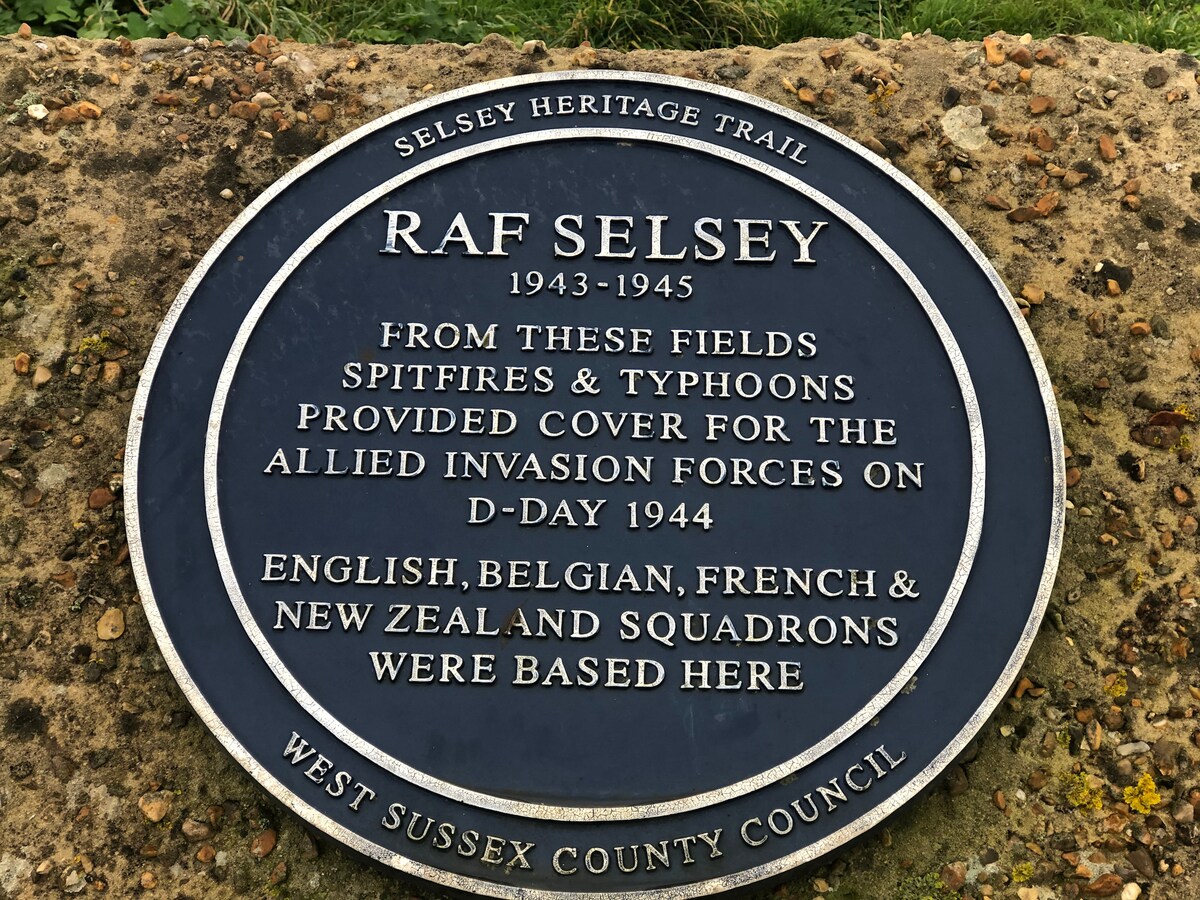 SELSEY HERITAGE TRAIL
RAF SELSEY
1943-1945
FROM THESE FIELDS
SPITFIRES & TYPHOONS
PROVIDED COVER FOR THE
ALLIED INVASION FORCES ON
D-DAY 1944
ENGLISH, BELGIAN, FRENCH &
NEW ZEALAND SQUADRONS
WERE BASED HERE
WEST SUSSEX COUNTY COUNCIL